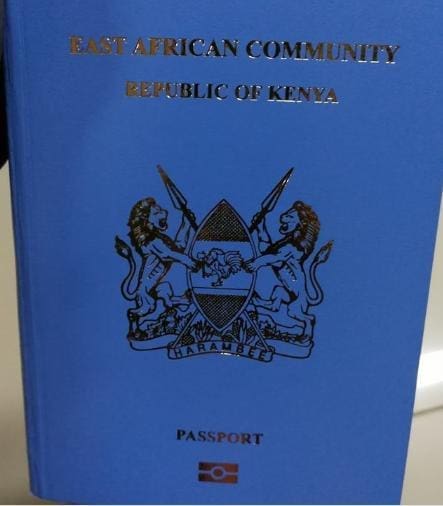 EAST AFRICAN COMMUNITY
REPUBLIC OF KENYA
HARAMBEE
PASSPORT